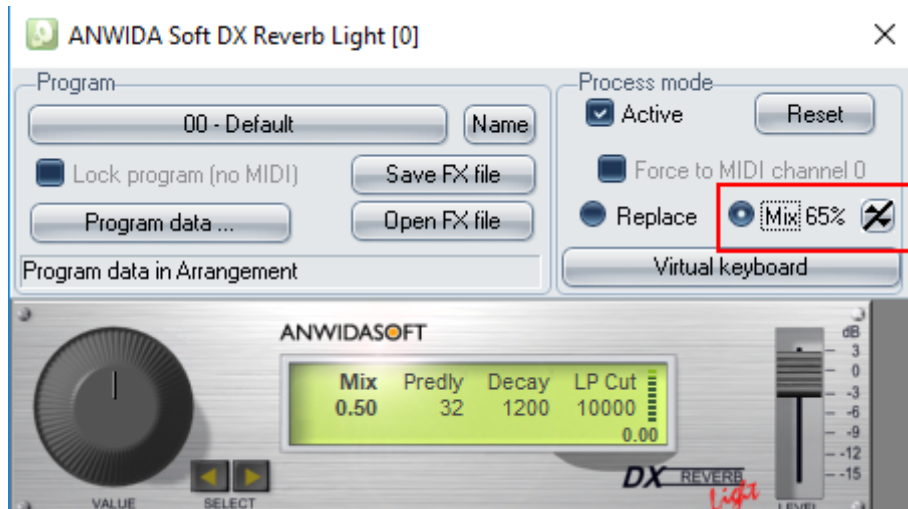 ANWIDA Soft DX Reverb Light [0]
Program
00 - Default
Name
Lock program (no MIDI)
Save FX file
Program data ...
Open FX file
Program data in Arrangement
Process mode
Active
Reset
Force to MIDI channel 0
Replace
Mix 65%
Virtual keyboard
ANWIDASOFT
Mix Predly Decay LP Cut
0.50 32 1200 10000
0.00
dB
3
0
-3
-6
-9
-12
-15
DX REVERB
Light
VALUE
SELECT
LEVEL